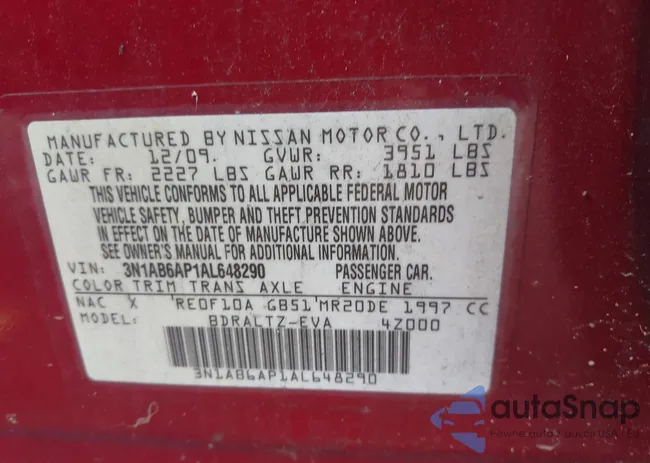 MANUFACTURED BY NISSAN MOTOR CO., LTD.
DATE: 12/09. GVWR: 3951 LBS
GAWR FR: 2227 LBS GAWR RR: 1810 LBS
THIS VEHICLE CONFORMS TO ALL APPLICABLE FEDERAL MOTOR
VEHICLE SAFETY, BUMPER AND THEFT PREVENTION STANDARDS
IN EFFECT ON THE DATE OF MANUFACTURE SHOWN ABOVE.
SEE OWNER'S MANUAL FOR ADDITIONAL INFORMATION.
VIN: 3N1AB6AP1AL648290 PASSENGER CAR.
COLOR TRIM TRANS AXLE ENGINE
NAC X 'RE0F10A GB51'MR20DE 1997 CC
MODEL: BDRALTZ-EVA 4Z000
3N1AB6AP1AL648290
autaSnap